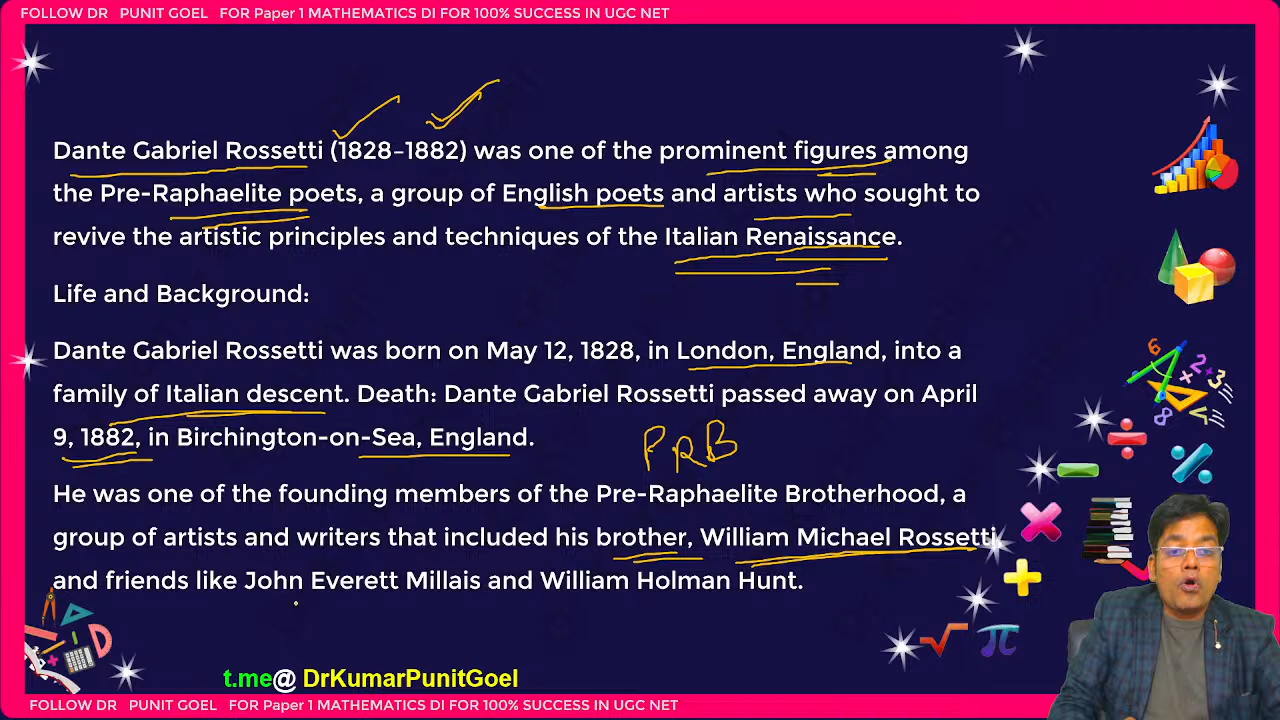 FOLLOW DR PUNIT GOEL FOR Paper 1 MATHEMATICS DI FOR 100% SUCCESS IN UGC NET
Dante Gabriel Rossetti (1828–1882) was one of the prominent figures among
the Pre-Raphaelite poets, a group of English poets and artists who sought to
revive the artistic principles and techniques of the Italian Renaissance.
Life and Background:
Dante Gabriel Rossetti was born on May 12, 1828, in London, England, into a
family of Italian descent. Death: Dante Gabriel Rossetti passed away on April
9, 1882, in Birchington-on-Sea, England.
PRB
He was one of the founding members of the Pre-Raphaelite Brotherhood, a
group of artists and writers that included his brother, William Michael Rossetti
and friends like John Everett Millais and William Holman Hunt.
t.me@ DrKumarPunitGoel
FOLLOW DR PUNIT GOEL FOR Paper 1 MATHEMATICS DI FOR 100% SUCCESS IN UGC NET